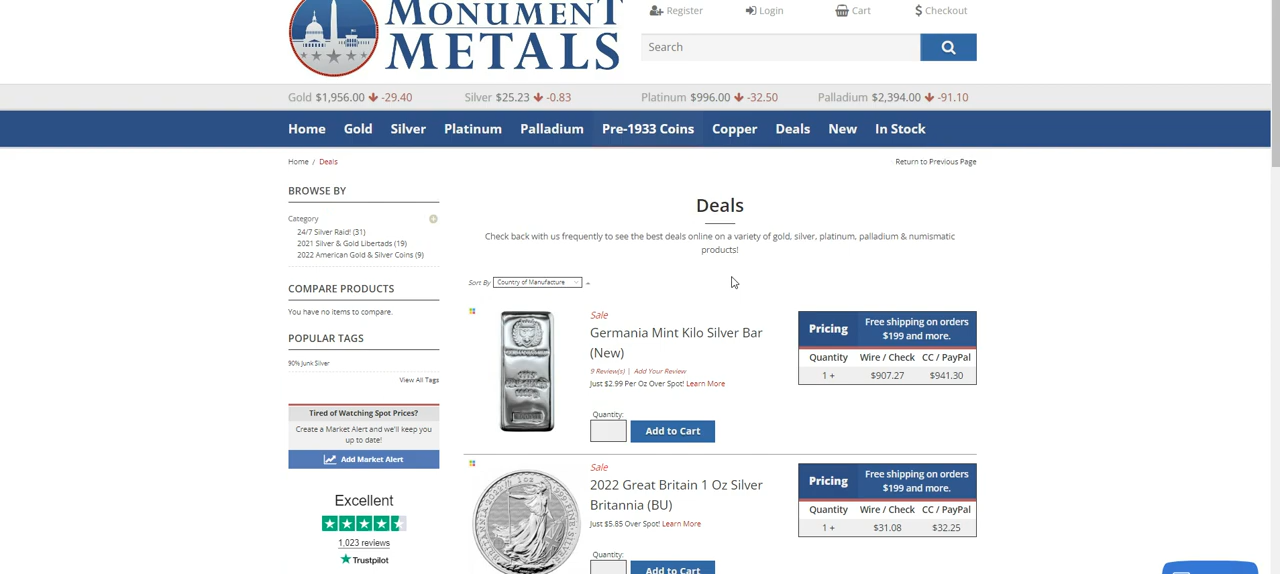 MONUMENT
METALS
Register
Login
Cart
Checkout
Search
Gold $1,956.00 -29.40
Silver $25.23 -0.83
Platinum $996.00 -32.50
Palladium $2,394.00 -91.10
Home Gold Silver Platinum Palladium Pre-1933 Coins Copper Deals New In Stock
Home / Deals
Return to Previous Page
BROWSE BY
Category
24/7 Silver Raid! (31)
2021 Silver & Gold Libertads (19)
2022 American Gold & Silver Coins (9)
COMPARE PRODUCTS
You have no items to compare.
POPULAR TAGS
90% Junk Silver
View All Tags
Tired of Watching Spot Prices?
Create a Market Alert and we'll keep you
up to date!
Add Market Alert
Excellent
1,023 reviews
Trustpilot
Deals
Check back with us frequently to see the best deals online on a variety of gold, silver, platinum, palladium & numismatic
products!
Sort By Country of Manufacture
Sale
Germania Mint Kilo Silver Bar
(New)
9 Review(s) | Add Your Review
Just $2.99 Per Oz Over Spot! Learn More
Quantity:
Add to Cart
Pricing
Free shipping on orders
$199 and more.
Quantity Wire / Check CC / PayPal
1 + $907.27 $941.30
Sale
2022 Great Britain 1 Oz Silver
Britannia (BU)
Just $5.85 Over Spot! Learn More
Quantity:
Add to Cart
Pricing
Free shipping on orders
$199 and more.
Quantity Wire / Check CC / PayPal
1 + $31.08 $32.25